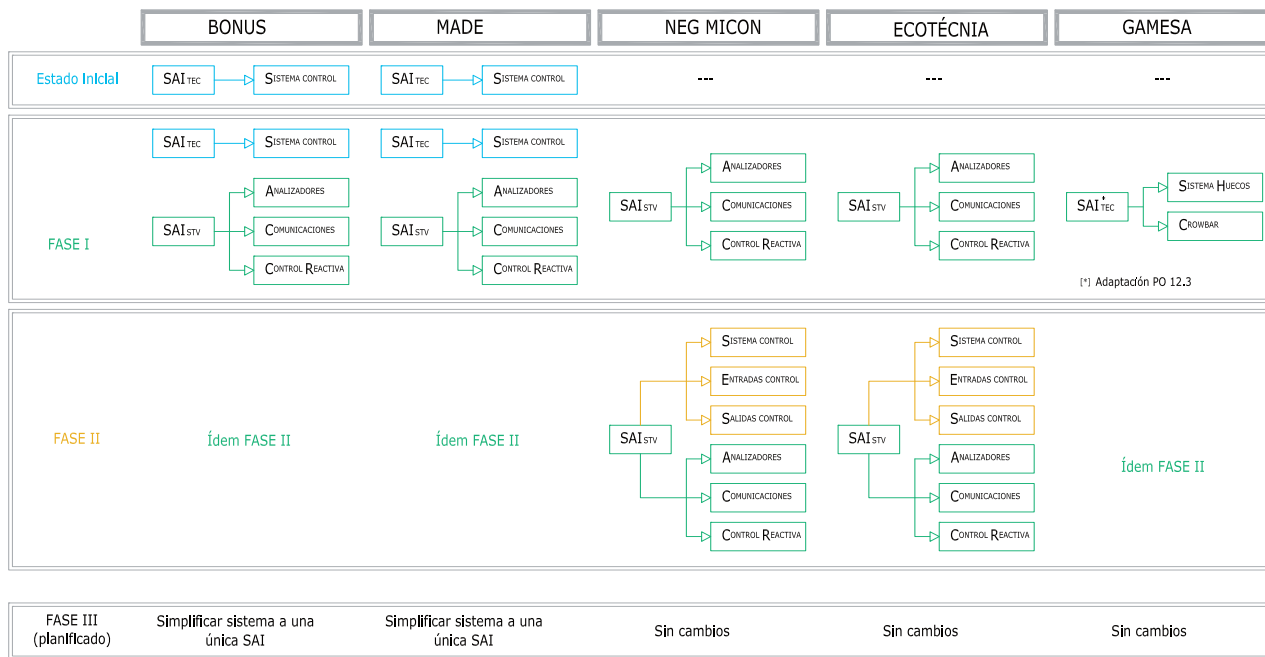 BONUS
MADE
NEG MICON
ECOTÉCNIA
GAMESA
Estado Inicial
SAI TEC
SISTEMA CONTROL
SAI TEC
SISTEMA CONTROL
---
---
---
FASE I
SAI TEC
SISTEMA CONTROL
SAI STV
ANALIZADORES
COMUNICACIONES
CONTROL REACTIVA
SAI TEC
SISTEMA CONTROL
SAI STV
ANALIZADORES
COMUNICACIONES
CONTROL REACTIVA
SAI STV
ANALIZADORES
COMUNICACIONES
CONTROL REACTIVA
SAI STV
ANALIZADORES
COMUNICACIONES
CONTROL REACTIVA
SAI*TEC
SISTEMA HUECOS
CROWBAR
[*] Adaptación PO 12.3
FASE II
Ídem FASE II
Ídem FASE II
SAI STV
SISTEMA CONTROL
ENTRADAS CONTROL
SALIDAS CONTROL
ANALIZADORES
COMUNICACIONES
CONTROL REACTIVA
SAI STV
SISTEMA CONTROL
ENTRADAS CONTROL
SALIDAS CONTROL
ANALIZADORES
COMUNICACIONES
CONTROL REACTIVA
Ídem FASE II
FASE III
(planificado)
Simplificar sistema a una
única SAI
Simplificar sistema a una
única SAI
Sin cambios
Sin cambios
Sin cambios